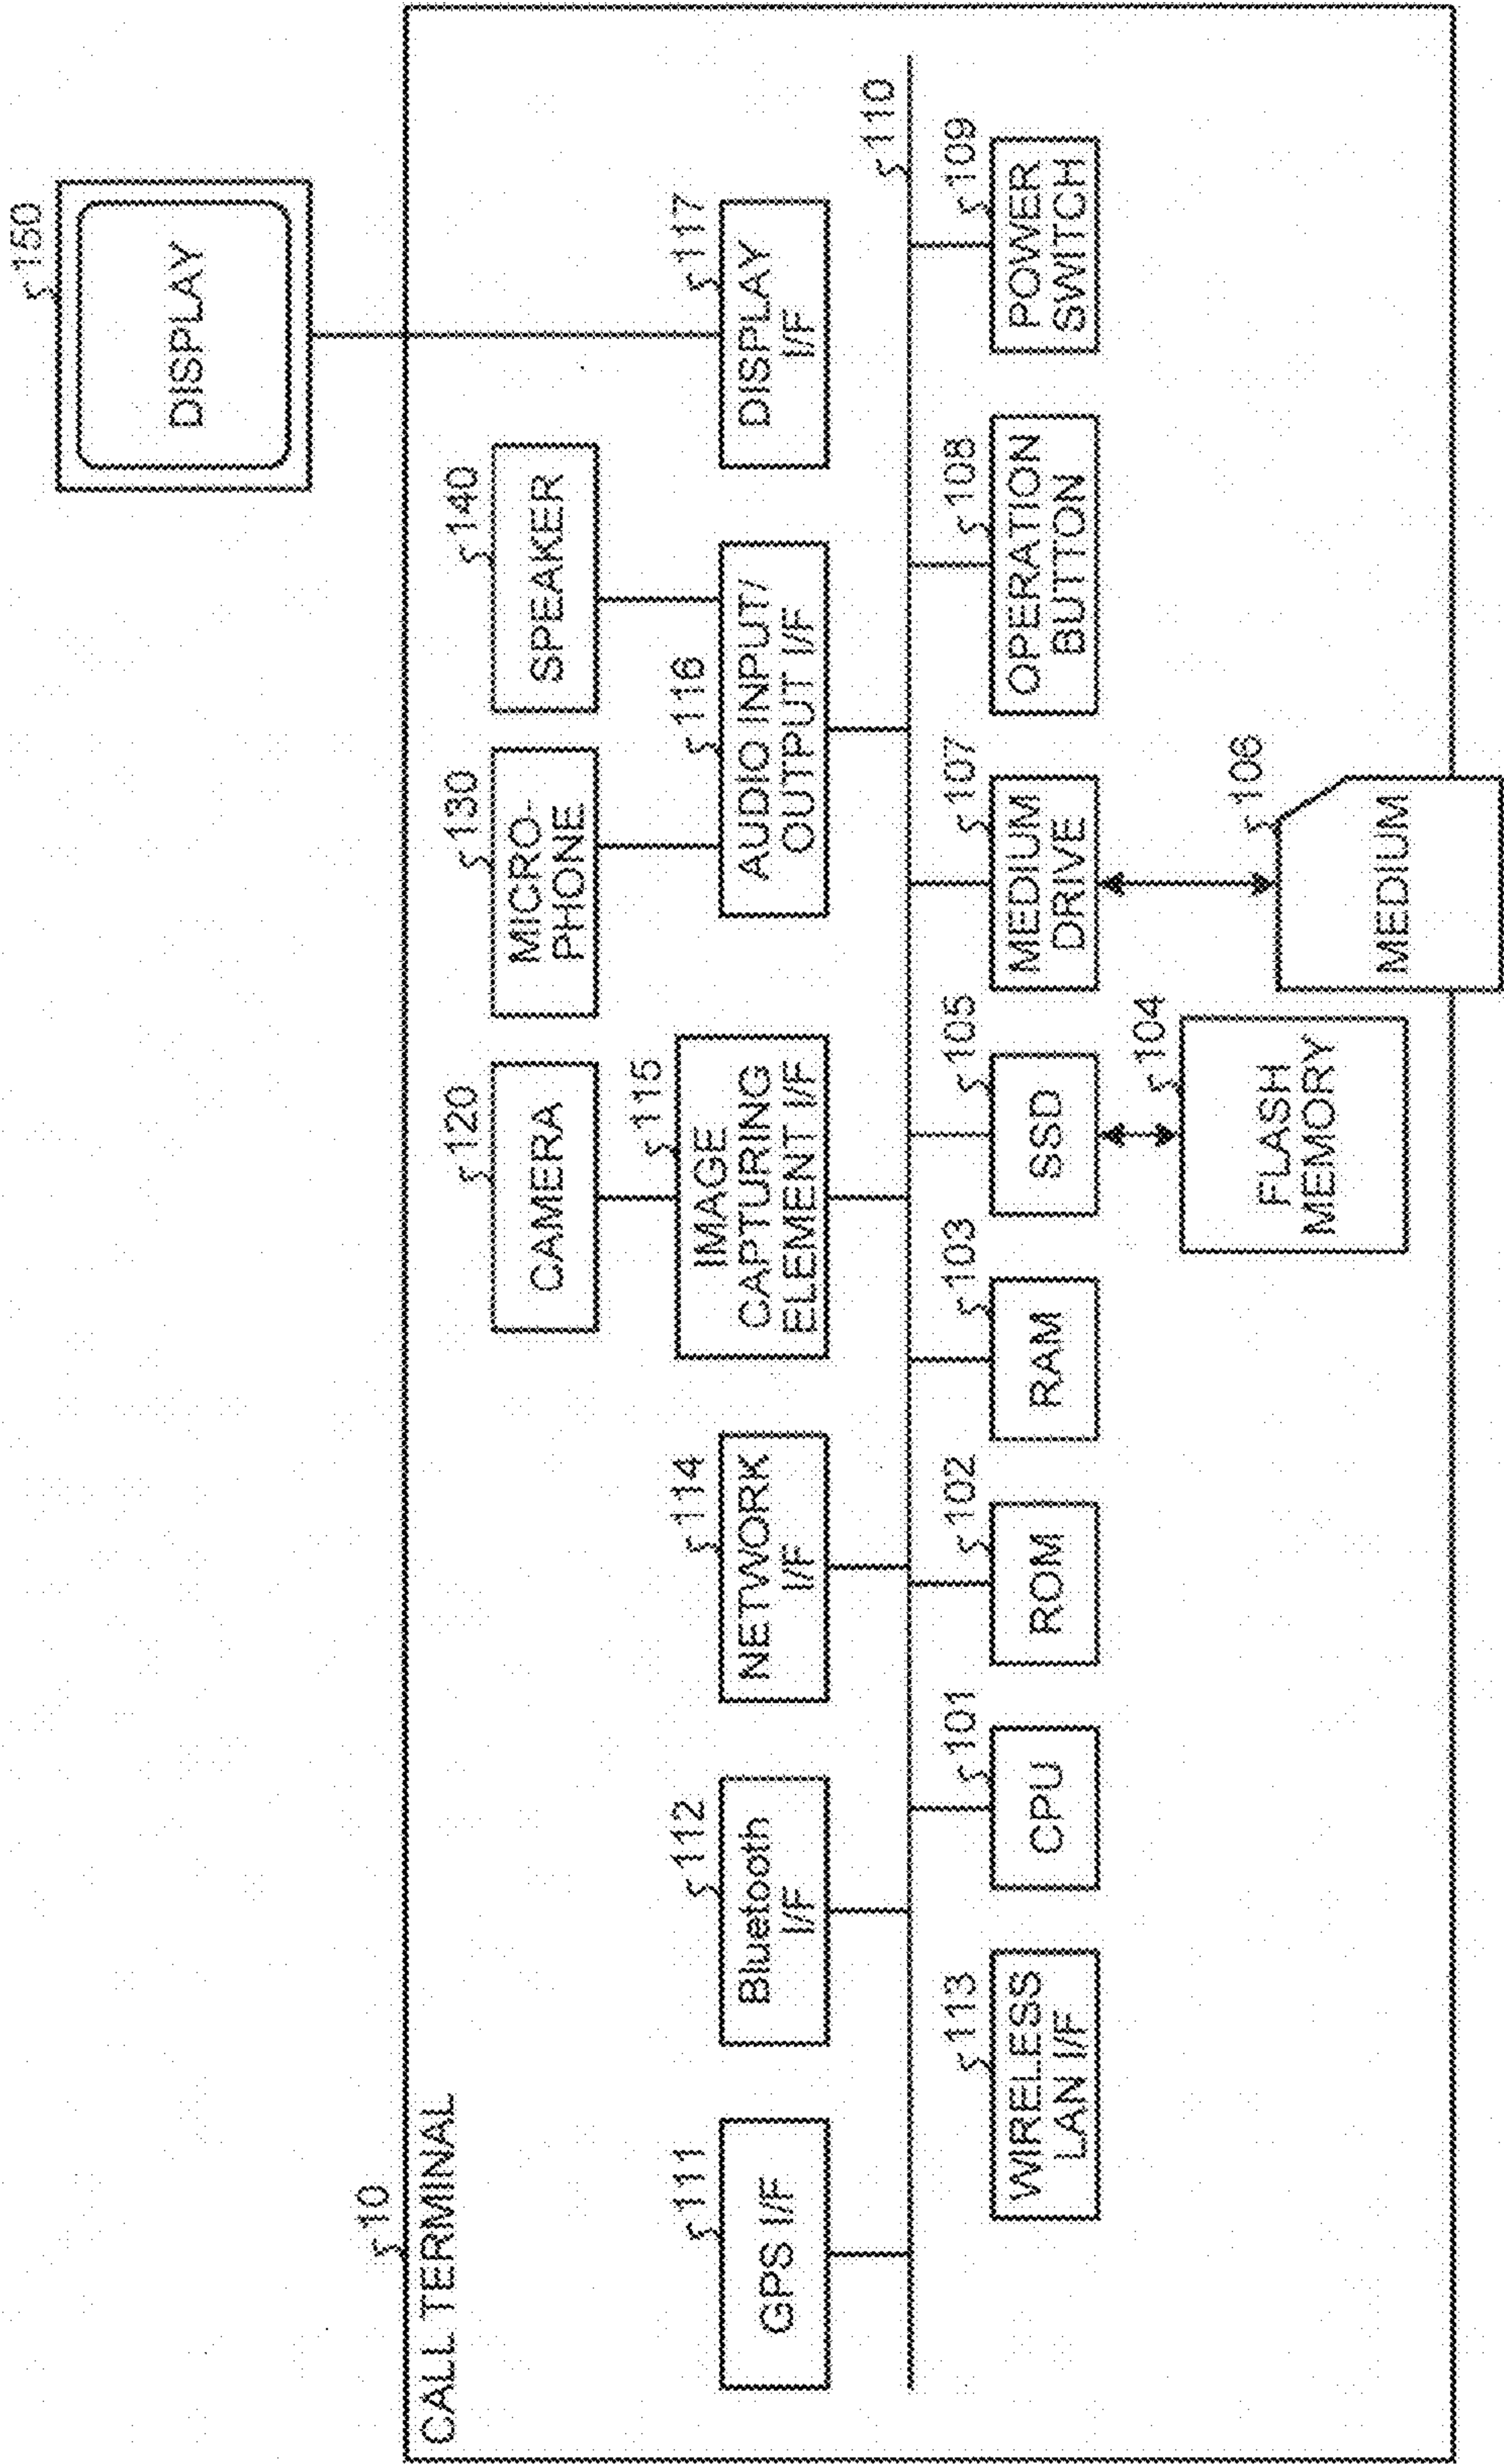 150
DISPLAY
10
CALL TERMINAL
120
CAMERA
130
MICRO-
PHONE
140
SPEAKER
111
GPS I/F
112
Bluetooth
I/F
114
NETWORK
I/F
115
IMAGE
CAPTURING
ELEMENT I/F
116
AUDIO INPUT/
OUTPUT I/F
117
DISPLAY
I/F
110
113
WIRELESS
LAN I/F
101
CPU
102
ROM
103
RAM
105
SSD
107
MEDIUM
DRIVE
108
OPERATION
BUTTON
109
POWER
SWITCH
104
FLASH
MEMORY
106
MEDIUM